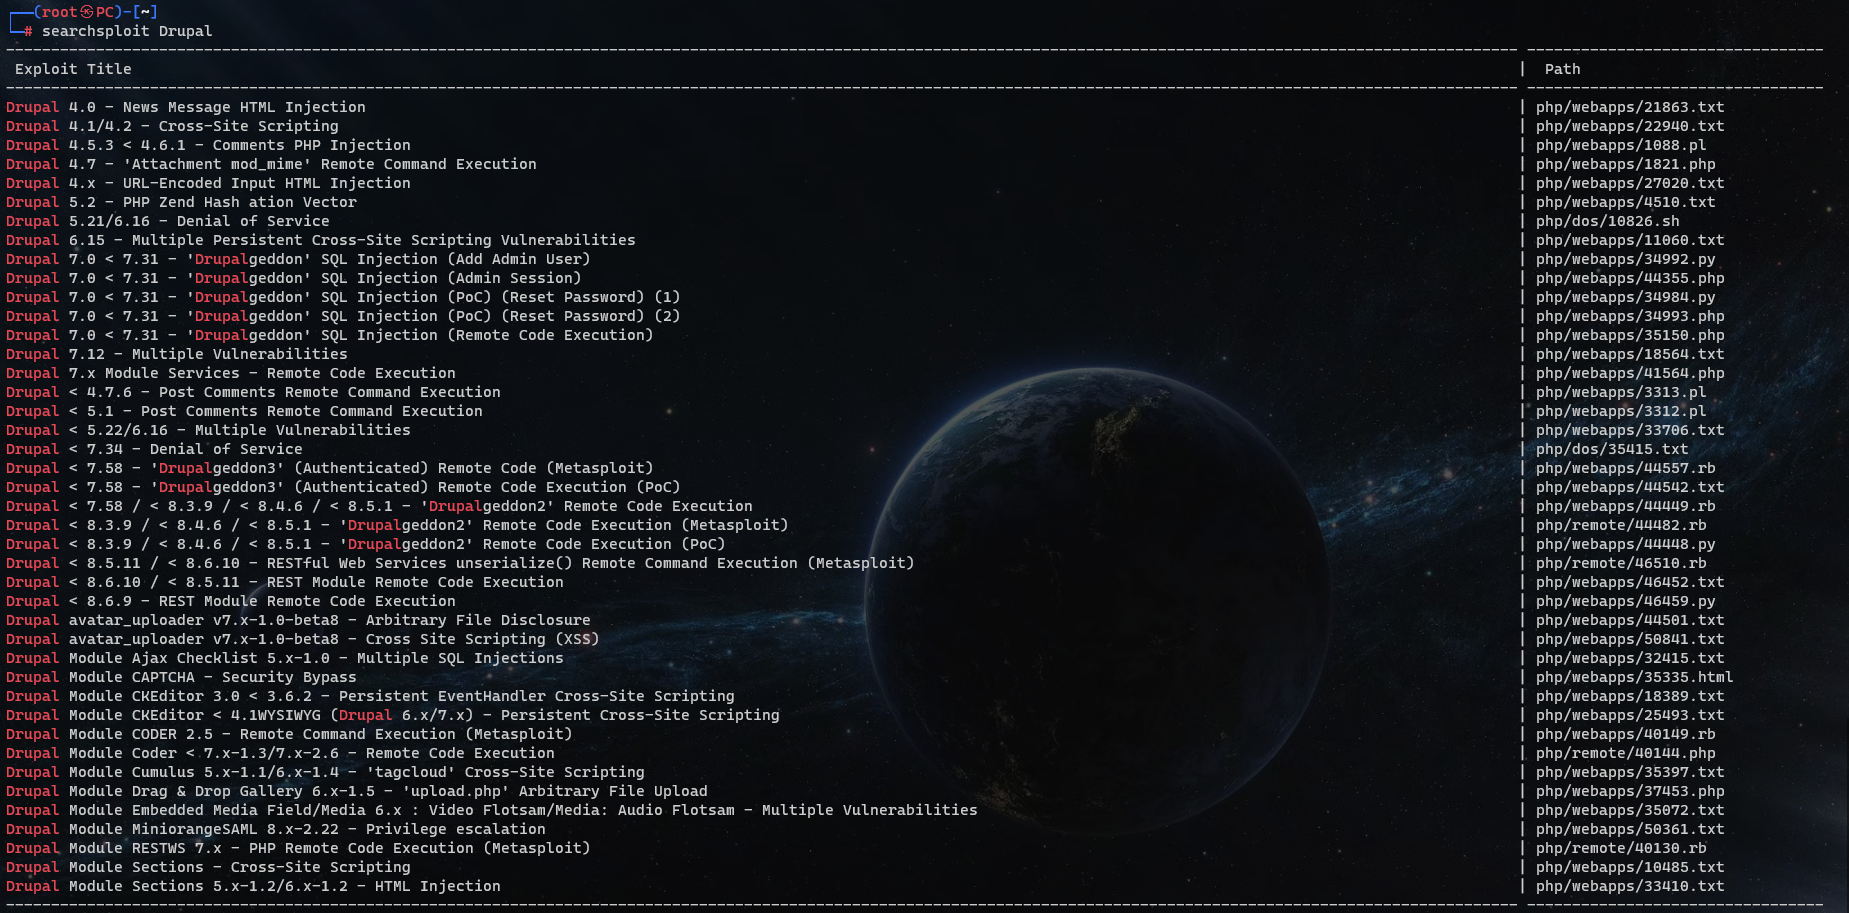 (root㉿PC)-[~]
# searchsploit Drupal
Exploit Title | Path
Drupal 4.0 - News Message HTML Injection | php/webapps/21863.txt
Drupal 4.1/4.2 - Cross-Site Scripting | php/webapps/22940.txt
Drupal 4.5.3 < 4.6.1 - Comments PHP Injection | php/webapps/1088.pl
Drupal 4.7 - 'Attachment mod_mime' Remote Command Execution | php/webapps/1821.php
Drupal 4.x - URL-Encoded Input HTML Injection | php/webapps/27020.txt
Drupal 5.2 - PHP Zend Hash ation Vector | php/webapps/4510.txt
Drupal 5.21/6.16 - Denial of Service | php/dos/10826.sh
Drupal 6.15 - Multiple Persistent Cross-Site Scripting Vulnerabilities | php/webapps/11060.txt
Drupal 7.0 < 7.31 - 'Drupalgeddon' SQL Injection (Add Admin User) | php/webapps/34992.py
Drupal 7.0 < 7.31 - 'Drupalgeddon' SQL Injection (Admin Session) | php/webapps/44355.php
Drupal 7.0 < 7.31 - 'Drupalgeddon' SQL Injection (PoC) (Reset Password) (1) | php/webapps/34984.py
Drupal 7.0 < 7.31 - 'Drupalgeddon' SQL Injection (PoC) (Reset Password) (2) | php/webapps/34993.php
Drupal 7.0 < 7.31 - 'Drupalgeddon' SQL Injection (Remote Code Execution) | php/webapps/35150.php
Drupal 7.12 - Multiple Vulnerabilities | php/webapps/18564.txt
Drupal 7.x Module Services - Remote Code Execution | php/webapps/41564.php
Drupal < 4.7.6 - Post Comments Remote Command Execution | php/webapps/3313.pl
Drupal < 5.1 - Post Comments Remote Command Execution | php/webapps/3312.pl
Drupal < 5.22/6.16 - Multiple Vulnerabilities | php/webapps/33706.txt
Drupal < 7.34 - Denial of Service | php/dos/35415.txt
Drupal < 7.58 - 'Drupalgeddon3' (Authenticated) Remote Code (Metasploit) | php/webapps/44557.rb
Drupal < 7.58 - 'Drupalgeddon3' (Authenticated) Remote Code Execution (PoC) | php/webapps/44542.txt
Drupal < 7.58 / < 8.3.9 / < 8.4.6 / < 8.5.1 - 'Drupalgeddon2' Remote Code Execution | php/webapps/44449.rb
Drupal < 8.3.9 / < 8.4.6 / < 8.5.1 - 'Drupalgeddon2' Remote Code Execution (Metasploit) | php/remote/44482.rb
Drupal < 8.3.9 / < 8.4.6 / < 8.5.1 - 'Drupalgeddon2' Remote Code Execution (PoC) | php/webapps/44448.py
Drupal < 8.5.11 / < 8.6.10 - RESTful Web Services unserialize() Remote Command Execution (Metasploit) | php/remote/46510.rb
Drupal < 8.6.10 / < 8.5.11 - REST Module Remote Code Execution | php/webapps/46452.txt
Drupal < 8.6.9 - REST Module Remote Code Execution | php/webapps/46459.py
Drupal avatar_uploader v7.x-1.0-beta8 - Arbitrary File Disclosure | php/webapps/44501.txt
Drupal avatar_uploader v7.x-1.0-beta8 - Cross Site Scripting (XSS) | php/webapps/50841.txt
Drupal Module Ajax Checklist 5.x-1.0 - Multiple SQL Injections | php/webapps/32415.txt
Drupal Module CAPTCHA - Security Bypass | php/webapps/35335.html
Drupal Module CKEditor 3.0 < 3.6.2 - Persistent EventHandler Cross-Site Scripting | php/webapps/18389.txt
Drupal Module CKEditor < 4.1WYSIWYG (Drupal 6.x/7.x) - Persistent Cross-Site Scripting | php/webapps/25493.txt
Drupal Module CODER 2.5 - Remote Command Execution (Metasploit) | php/webapps/40149.rb
Drupal Module Coder < 7.x-1.3/7.x-2.6 - Remote Code Execution | php/remote/40144.php
Drupal Module Cumulus 5.x-1.1/6.x-1.4 - 'tagcloud' Cross-Site Scripting | php/webapps/35397.txt
Drupal Module Drag & Drop Gallery 6.x-1.5 - 'upload.php' Arbitrary File Upload | php/webapps/37453.php
Drupal Module Embedded Media Field/Media 6.x : Video Flotsam/Media: Audio Flotsam - Multiple Vulnerabilities | php/webapps/35072.txt
Drupal Module MiniorangeSAML 8.x-2.22 - Privilege escalation | php/webapps/50361.txt
Drupal Module RESTWS 7.x - PHP Remote Code Execution (Metasploit) | php/remote/40130.rb
Drupal Module Sections - Cross-Site Scripting | php/webapps/10485.txt
Drupal Module Sections 5.x-1.2/6.x-1.2 - HTML Injection | php/webapps/33410.txt